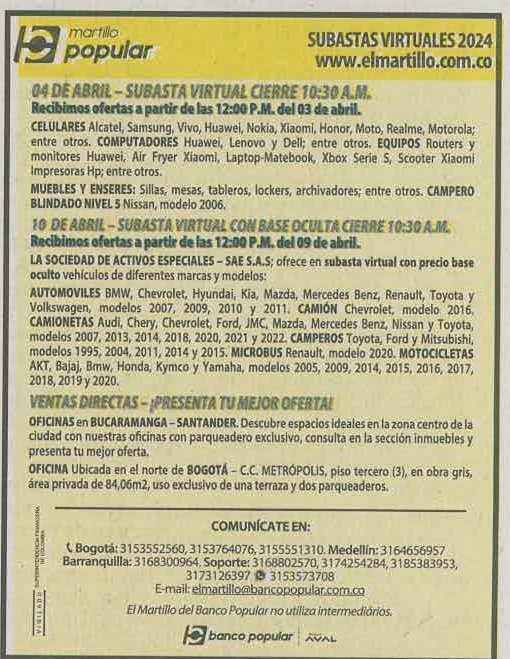 martillo
popular
SUBASTAS VIRTUALES 2024
www.elmartillo.com.co
04 DE ABRIL – SUBASTA VIRTUAL CIERRE 10:30 A.M.
Recibimos ofertas a partir de las 12:00 P.M. del 03 de abril.
CELULARES Alcatel, Samsung, Vivo, Huawei, Nokia, Xiaomi, Honor, Moto, Realme, Motorola;
entre otros. COMPUTADORES Huawei, Lenovo y Dell; entre otros. EQUIPOS Routers y
monitores Huawei, Air Fryer Xiaomi, Laptop-Matebook, Xbox Serie S, Scooter Xiaomi
Impresoras Hp; entre otros.
MUEBLES Y ENSERES: Sillas, mesas, tableros, lockers, archivadores; entre otros. CAMPERO
BLINDADO NIVEL 5 Nissan, modelo 2006.
10 DE ABRIL – SUBASTA VIRTUAL CON BASE OCULTA CIERRE 10:30 A.M.
Recibimos ofertas a partir de las 12:00 P.M. del 09 de abril.
LA SOCIEDAD DE ACTIVOS ESPECIALES – SAE S.A.S; ofrece en subasta virtual con precio base
oculto vehículos de diferentes marcas y modelos:
AUTOMOVILES BMW, Chevrolet, Hyundai, Kia, Mazda, Mercedes Benz, Renault, Toyota y
Volkswagen, modelos 2007, 2009, 2010 y 2011. CAMIÓN Chevrolet, modelo 2016.
CAMIONETAS Audi, Chery, Chevrolet, Ford, JMC, Mazda, Mercedes Benz, Nissan y Toyota,
modelos 2007, 2013, 2014, 2018, 2020, 2021 y 2022. CAMPEROS Toyota, Ford y Mitsubishi,
modelos 1995, 2004, 2011, 2014 y 2015. MICROBUS Renault, modelo 2020. MOTOCICLETAS
AKT, Bajaj, Bmw, Honda, Kymco y Yamaha, modelos 2005, 2009, 2014, 2015, 2016, 2017,
2018, 2019 y 2020.
VENTAS DIRECTAS – ¡PRESENTA TU MEJOR OFERTA!
OFICINAS en BUCARAMANGA – SANTANDER. Descubre espacios ideales en la zona centro de la
ciudad con nuestras oficinas con parqueadero exclusivo, consulta en la sección inmuebles y
presenta tu mejor oferta.
OFICINA Ubicada en el norte de BOGOTÁ – C.C. METRÓPOLIS, piso tercero (3), en obra gris,
área privada de 84,06m2, uso exclusivo de una terraza y dos parqueaderos.
VIGILADO SUPERINTENDENCIA FINANCIERA
DE COLOMBIA
COMUNÍCATE EN:
Bogotá: 3153552560, 3153764076, 3155551310. Medellín: 3164656957
Barranquilla: 3168300964, Soporte: 3168802570, 3174254284, 3185383953,
3173126397 3153573708
E-mail: elmartillo@bancopopular.com.co
El Martillo del Banco Popular no utiliza intermediários.
banco popular AVAL